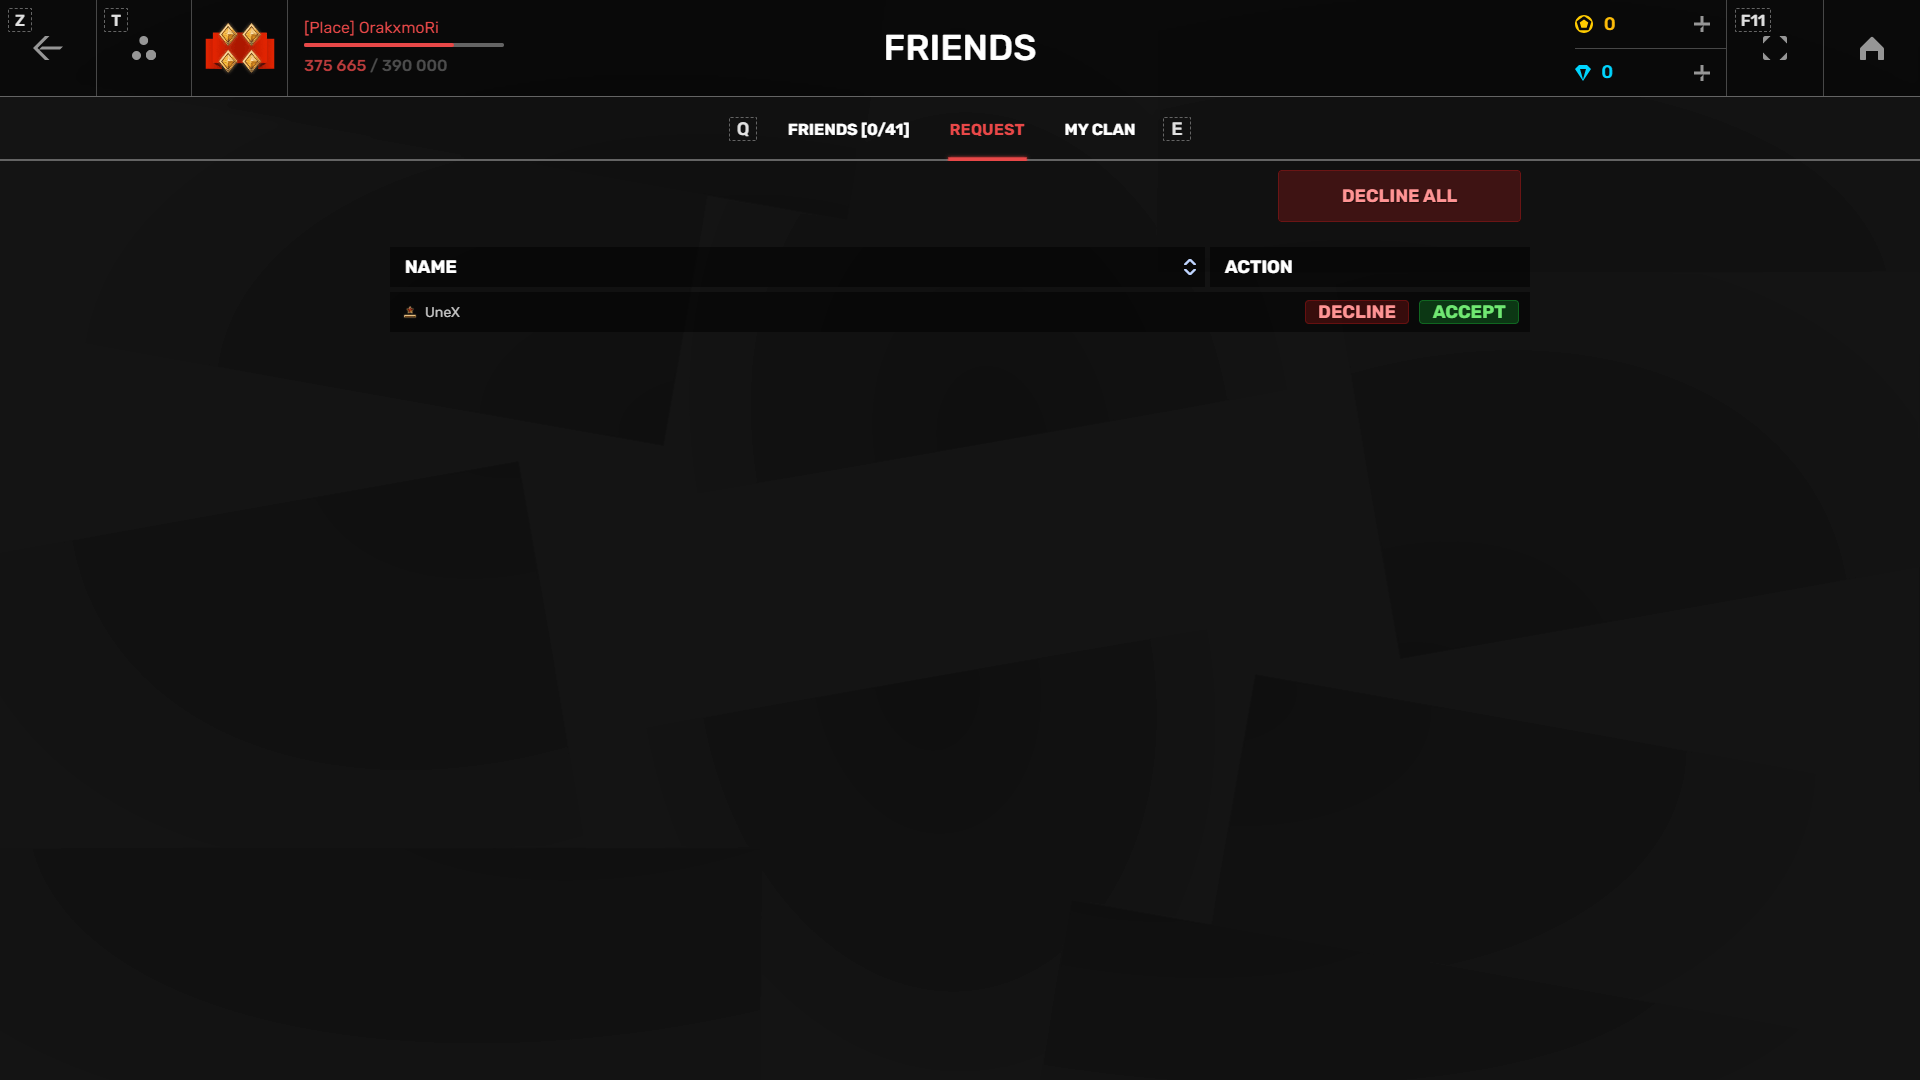 Z
T
[Place] OrakxmoRi
375 665 / 390 000
FRIENDS
0
0
F11
Q
FRIENDS [0/41]
REQUEST
MY CLAN
E
DECLINE ALL
NAME
ACTION
UneX
DECLINE
ACCEPT